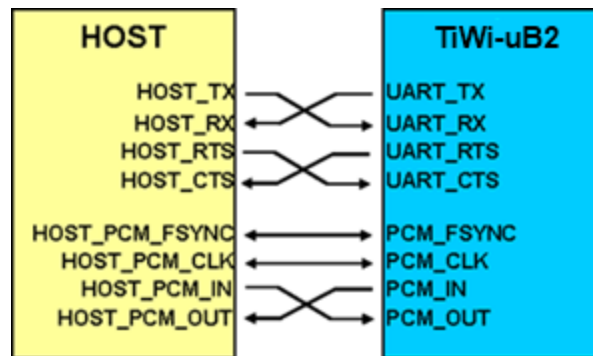 HOST
TiWi-uB2
HOST_TX
UART_TX
HOST_RX
UART_RX
HOST_RTS
UART_RTS
HOST_CTS
UART_CTS
HOST_PCM_FSYNC
PCM_FSYNC
HOST_PCM_CLK
PCM_CLK
HOST_PCM_IN
PCM_IN
HOST_PCM_OUT
PCM_OUT